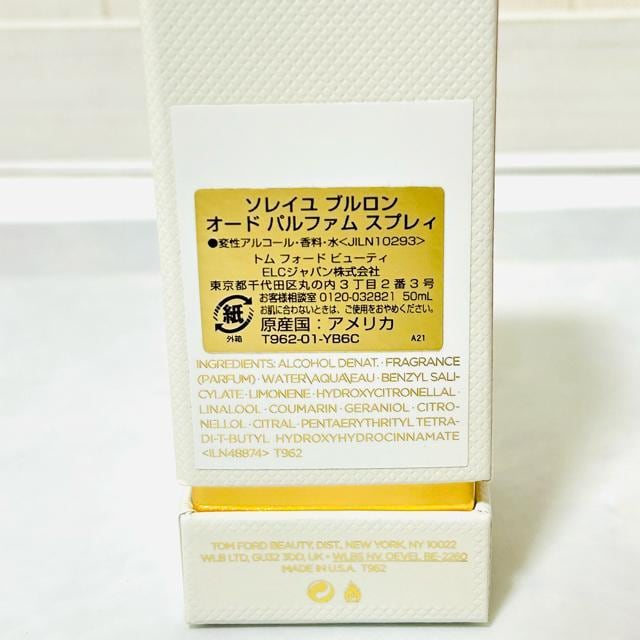 ソレイユ ブルロン
オード パルファム スプレィ
●変性アルコール・香料・水<JILN10293>
トム フォード ビューティ
ELCジャパン株式会社
東京都千代田区丸の内3丁目2番3号
お客様相談室 0120-032821 50mL
お肌に合わないときは、ご使用をおやめください。
紙 原産国：アメリカ
外箱 T962-01-YB6C A21
INGREDIENTS: ALCOHOL DENAT.·FRAGRANCE
(PARFUM)·WATER\AQUA\EAU·BENZYL SALI-
CYLATE·LIMONENE·HYDROXYCITRONELLAL·
LINALOOL·COUMARIN·GERANIOL·CITRO-
NELLOL·CITRAL·PENTAERYTHRITYL TETRA-
DI-T-BUTYL HYDROXYHYDROCINNAMATE
<ILN48874> T962
TOM FORD BEAUTY, DIST., NEW YORK, NY 10022
WLB LTD, GU32 3DD, UK · WLBS NV, OEVEL BE-2260
MADE IN U.S.A. T962